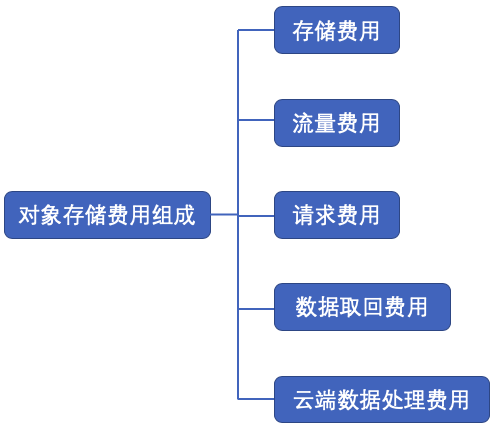 存储费用
流量费用
对象存储费用组成
请求费用
数据取回费用
云端数据处理费用